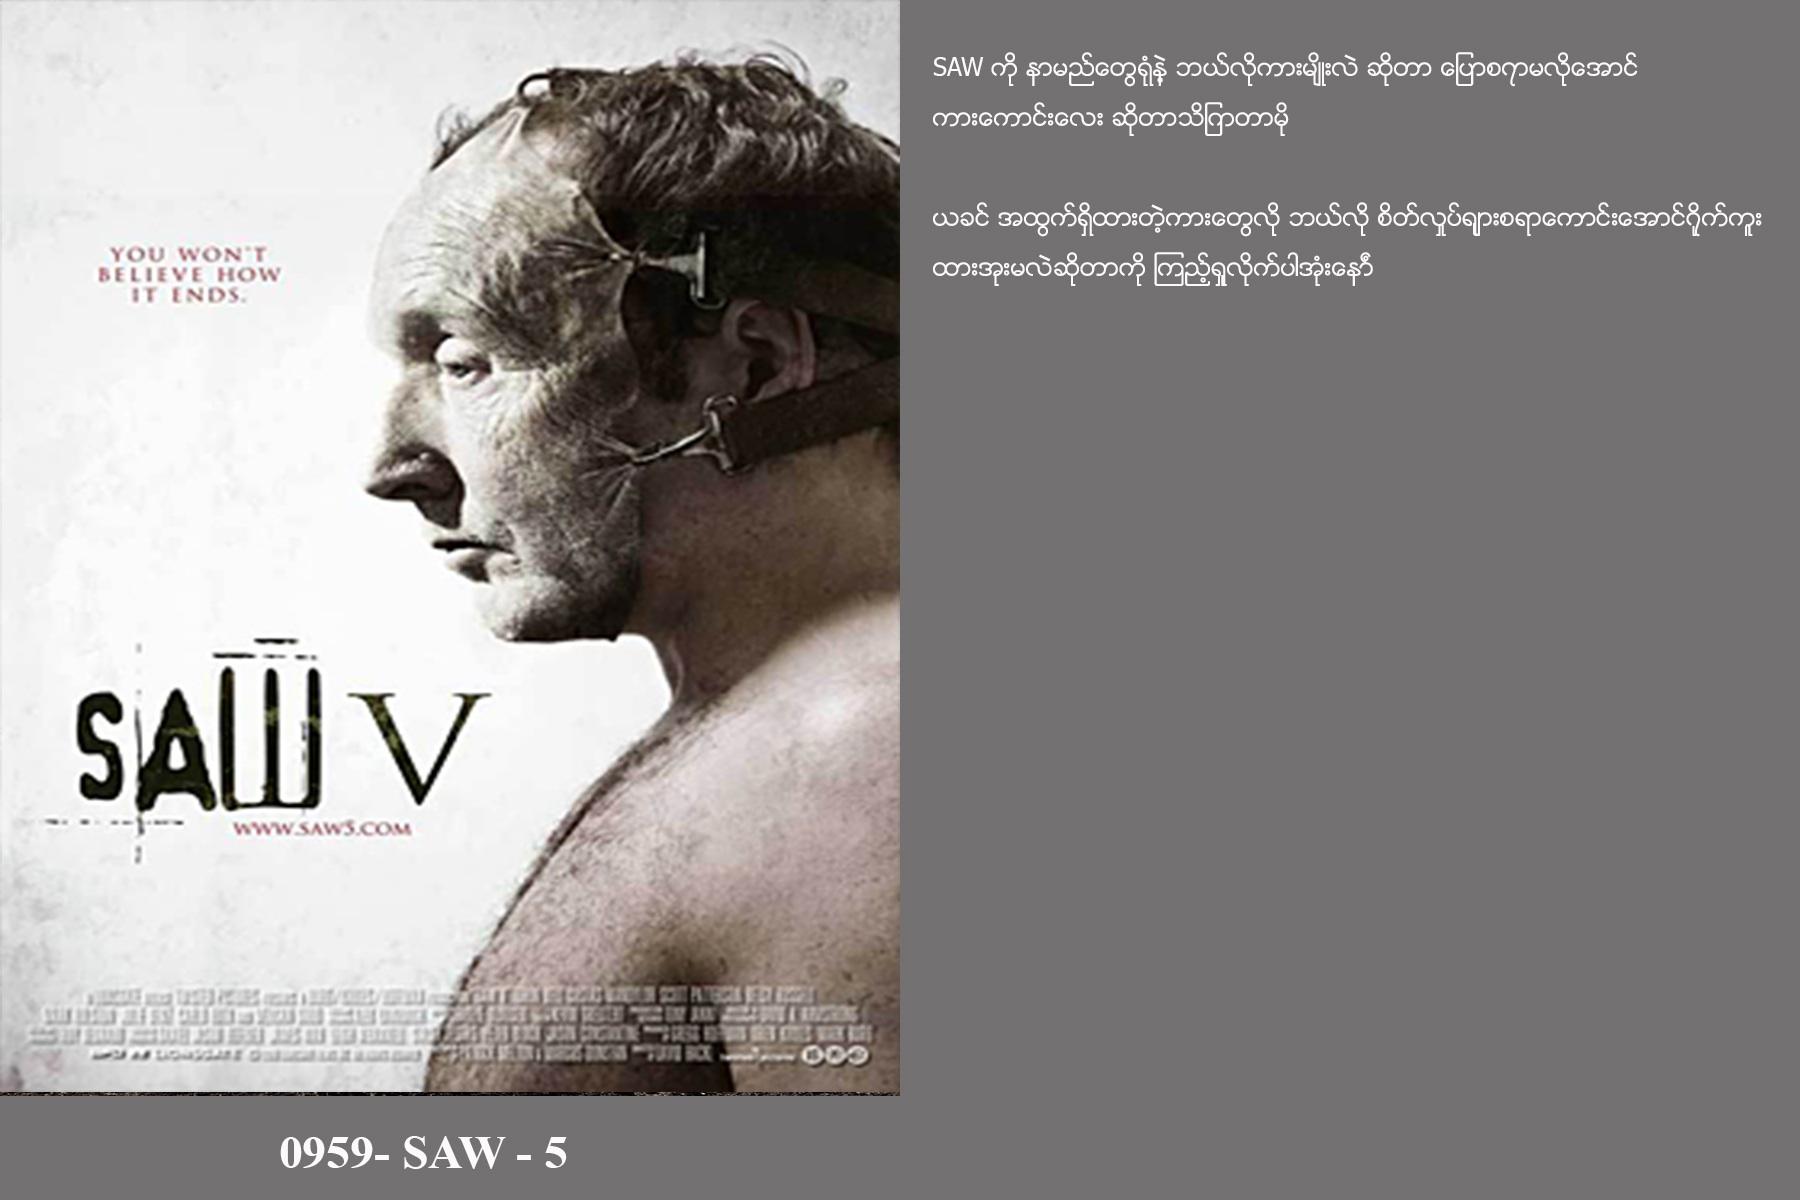 SAW ကို နာမည်တွေရုံနဲ့ ဘယ်လိုကားမျိုးလဲ ဆိုတာ ပြောစရာမလိုအောင်
ကားကောင်းလေး ဆိုတာသိကြတာမို့
ယခင် အထွက်ရှိထားတဲ့ကားတွေလို ဘယ်လို စိတ်လှုပ်ရှားစရာကောင်းအောင်ရိုက်ကူး
ထားအုးမလဲဆိုတာကို ကြည့်ရှုလိုက်ပါအုံးနော်
YOU WON'T
BELIEVE HOW
IT ENDS.
SAW V
WWW.SAW5.COM
0959- SAW - 5